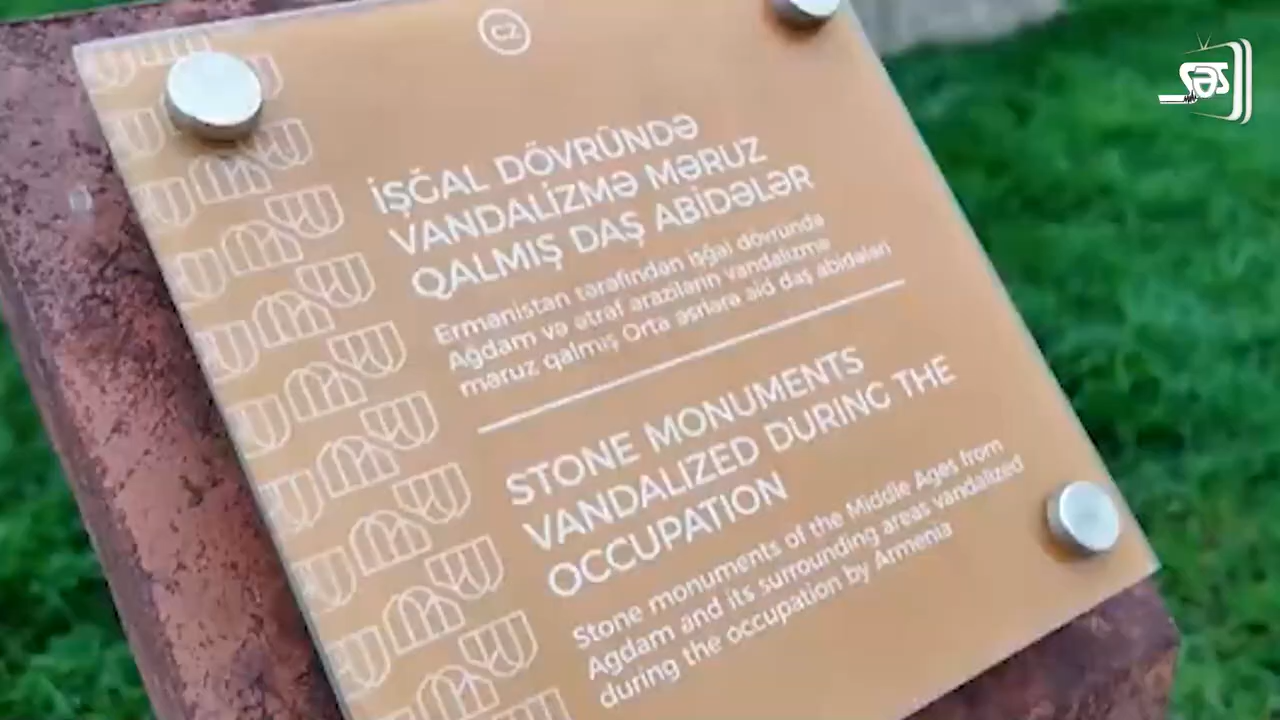 CZ
səs
İŞĞAL DÖVRÜNDƏ
VANDALİZMƏ MƏRUZ
QALMIŞ DAŞ ABİDƏLƏR
Ermənistan tərəfindən işğal dövründə
Ağdam və ətraf ərazilərin vandalizmə
məruz qalmış Orta əsrlərə aid daş abidələri
STONE MONUMENTS
VANDALIZED DURING THE
OCCUPATION
Stone monuments of the Middle Ages from
Agdam and its surrounding areas vandalized
during the occupation by Armenia